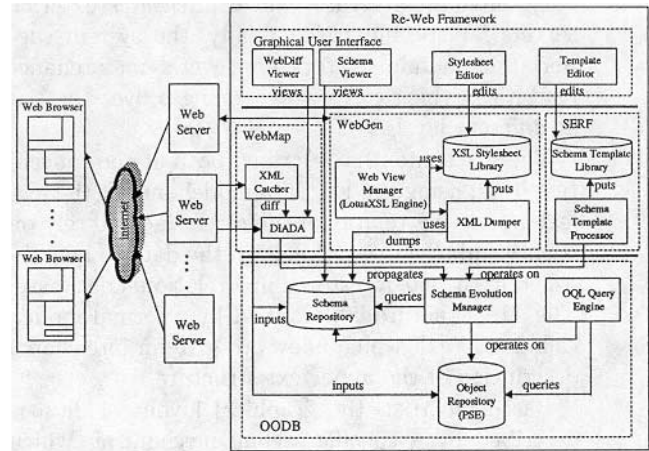 Re-Web Framework
Graphical User Interface
WebDiff
Viewer
Schema
Viewer
Stylesheet
Editor
Template
Editor
views
views
edits
edits
Web Browser
Web
Server
WebMap
WebGen
SERF
XML
Catcher
diff
DIADA
Web View
Manager
(LotusXSL Engine)
uses
XSL Stylesheet
Library
puts
uses
XML Dumper
dumps
Schema Template
Library
puts
Schema
Template
Processor
Internet
Web
Server
Web Browser
Web
Server
propagates
operates on
Schema
Repository
queries
inputs
Schema Evolution
Manager
OQL Query
Engine
operates on
inputs
Object
Repository
(PSE)
queries
OODB